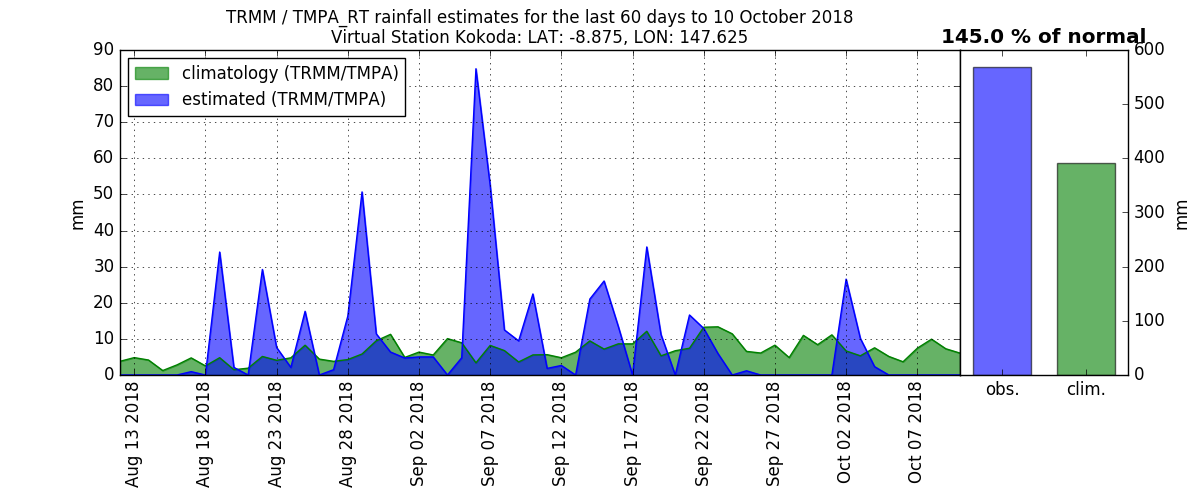 TRMM / TMPA_RT rainfall estimates for the last 60 days to 10 October 2018
Virtual Station Kokoda: LAT: -8.875, LON: 147.625
145.0 % of normal
climatology (TRMM/TMPA)
estimated (TRMM/TMPA)
90
80
70
60
50
40
30
20
10
0
mm
600
500
400
300
200
100
0
mm
Aug 13 2018
Aug 18 2018
Aug 23 2018
Aug 28 2018
Sep 02 2018
Sep 07 2018
Sep 12 2018
Sep 17 2018
Sep 22 2018
Sep 27 2018
Oct 02 2018
Oct 07 2018
obs.
clim.